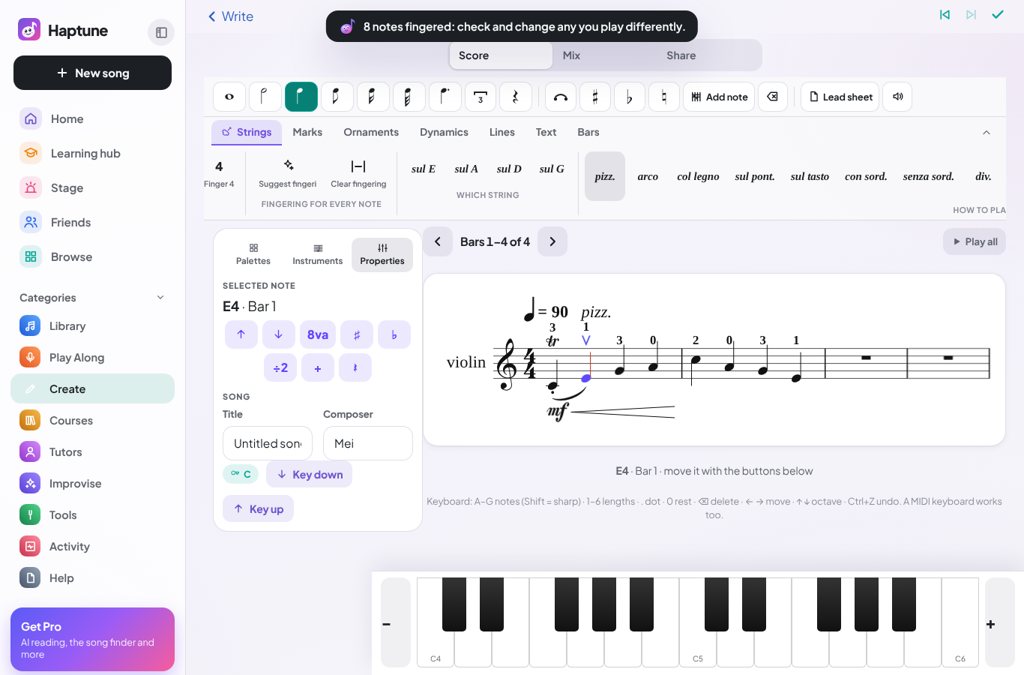 Haptune
Write
8 notes fingered: check and change any you play differently.
+ New song
Score
Mix
Share
3
Add note
Lead sheet
Home
Learning hub
Stage
Friends
Browse
Strings
Marks
Ornaments
Dynamics
Lines
Text
Bars
4
Finger 4
Suggest fingeri
Clear fingering
FINGERING FOR EVERY NOTE
sul E
sul A
sul D
sul G
WHICH STRING
pizz.
arco
col legno
sul pont.
sul tasto
con sord.
senza sord.
div.
HOW TO PLA
Categories
Library
Play Along
Create
Courses
Tutors
Improvise
Tools
Activity
Help
Get Pro
AI reading, the song finder and
more
Palettes
Instruments
Properties
SELECTED NOTE
E4 · Bar 1
↑ ↓ 8va ♯ ♭
÷2 +
SONG
Title
Composer
Untitled son
Mei
C
↓ Key down
↑ Key up
Bars 1–4 of 4
Play all
= 90 pizz.
3 1 3 0 2 0 3 1
tr
violin
4
4
mf
E4 · Bar 1 · move it with the buttons below
Keyboard: A–G notes (Shift = sharp) · 1–6 lengths · . dot · 0 rest · ⌫ delete · ← → move · ↑ ↓ octave · Ctrl+Z undo. A MIDI keyboard works
too.
−
C4
C5
C6
+